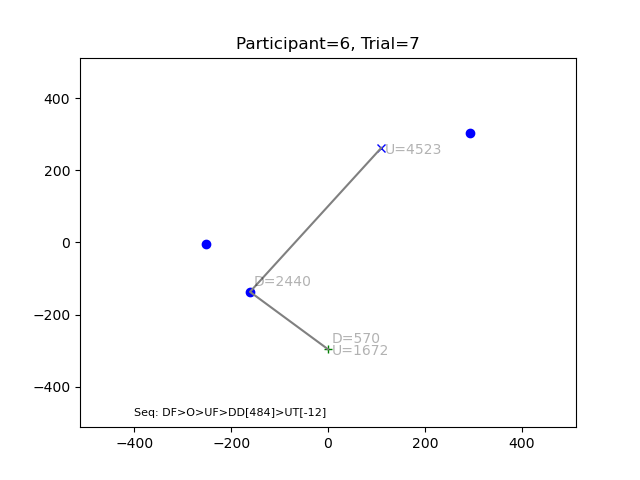 Participant=6, Trial=7
400
200
0
−200
−400
U=4523
D=2440
D=570
U=1672
Seq: DF>O>UF>DD[484]>UT[-12]
−400
−200
0
200
400